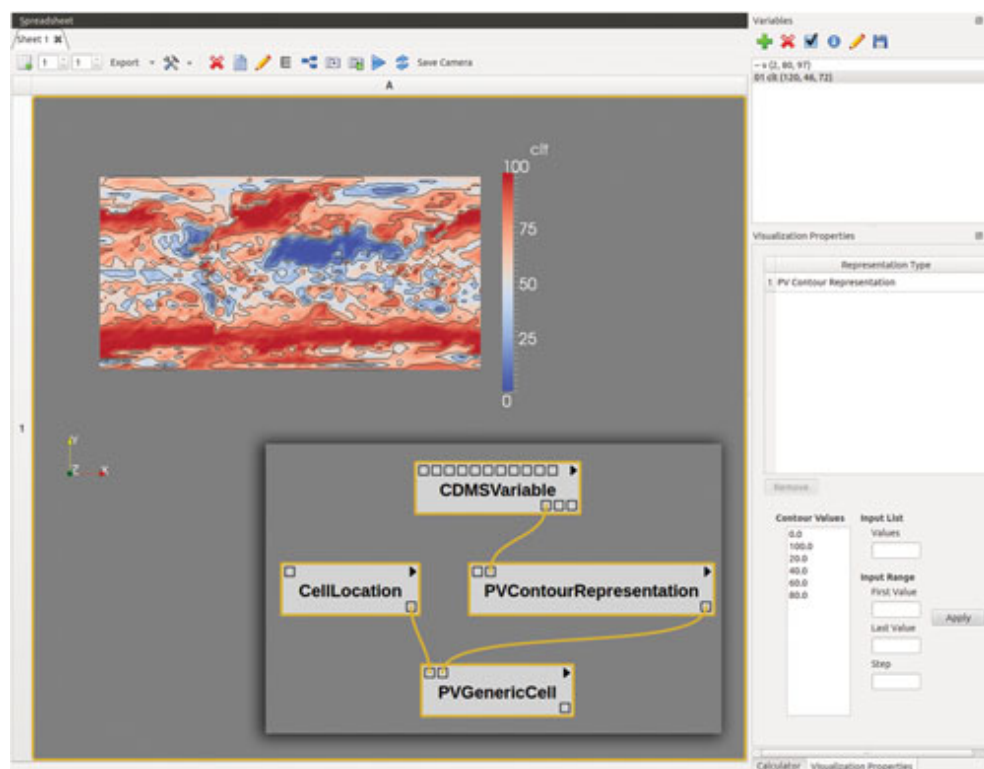 Spreadsheet
Sheet 1
1 1 Export Save Camera
A
1
clt
100
75
50
25
0
Y
Z X
CDMSVariable
CellLocation
PVContourRepresentation
PVGenericCell
Variables
~ v (2, 80, 97)
01 clt (120, 46, 72)
Visualization Properties
Representation Type
1 PV Contour Representation
Remove
Contour Values
0.0
100.0
20.0
40.0
60.0
80.0
Input List
Values
Input Range
First Value
Last Value
Step
Apply
Calculator Visualization Properties